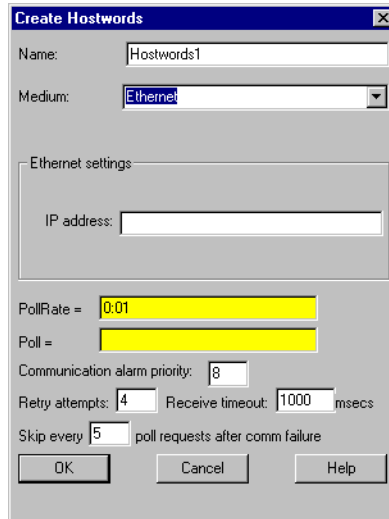 Create Hostwords
Name: Hostwords1
Medium: Ethernet
Ethernet settings
IP address:
PollRate = 0:01
Poll =
Communication alarm priority: 8
Retry attempts: 4 Receive timeout: 1000 msecs
Skip every 5 poll requests after comm failure
OK Cancel Help